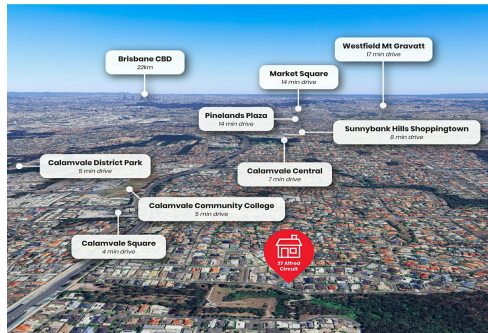 Brisbane CBD
22km
Westfield Mt Gravatt
17 min drive
Market Square
14 min drive
Pinelands Plaza
14 min drive
Sunnybank Hills Shoppingtown
8 min drive
Calamvale District Park
5 min drive
Calamvale Central
7 min drive
Calamvale Community College
5 min drive
Calamvale Square
4 min drive
27 Alfred
Circuit